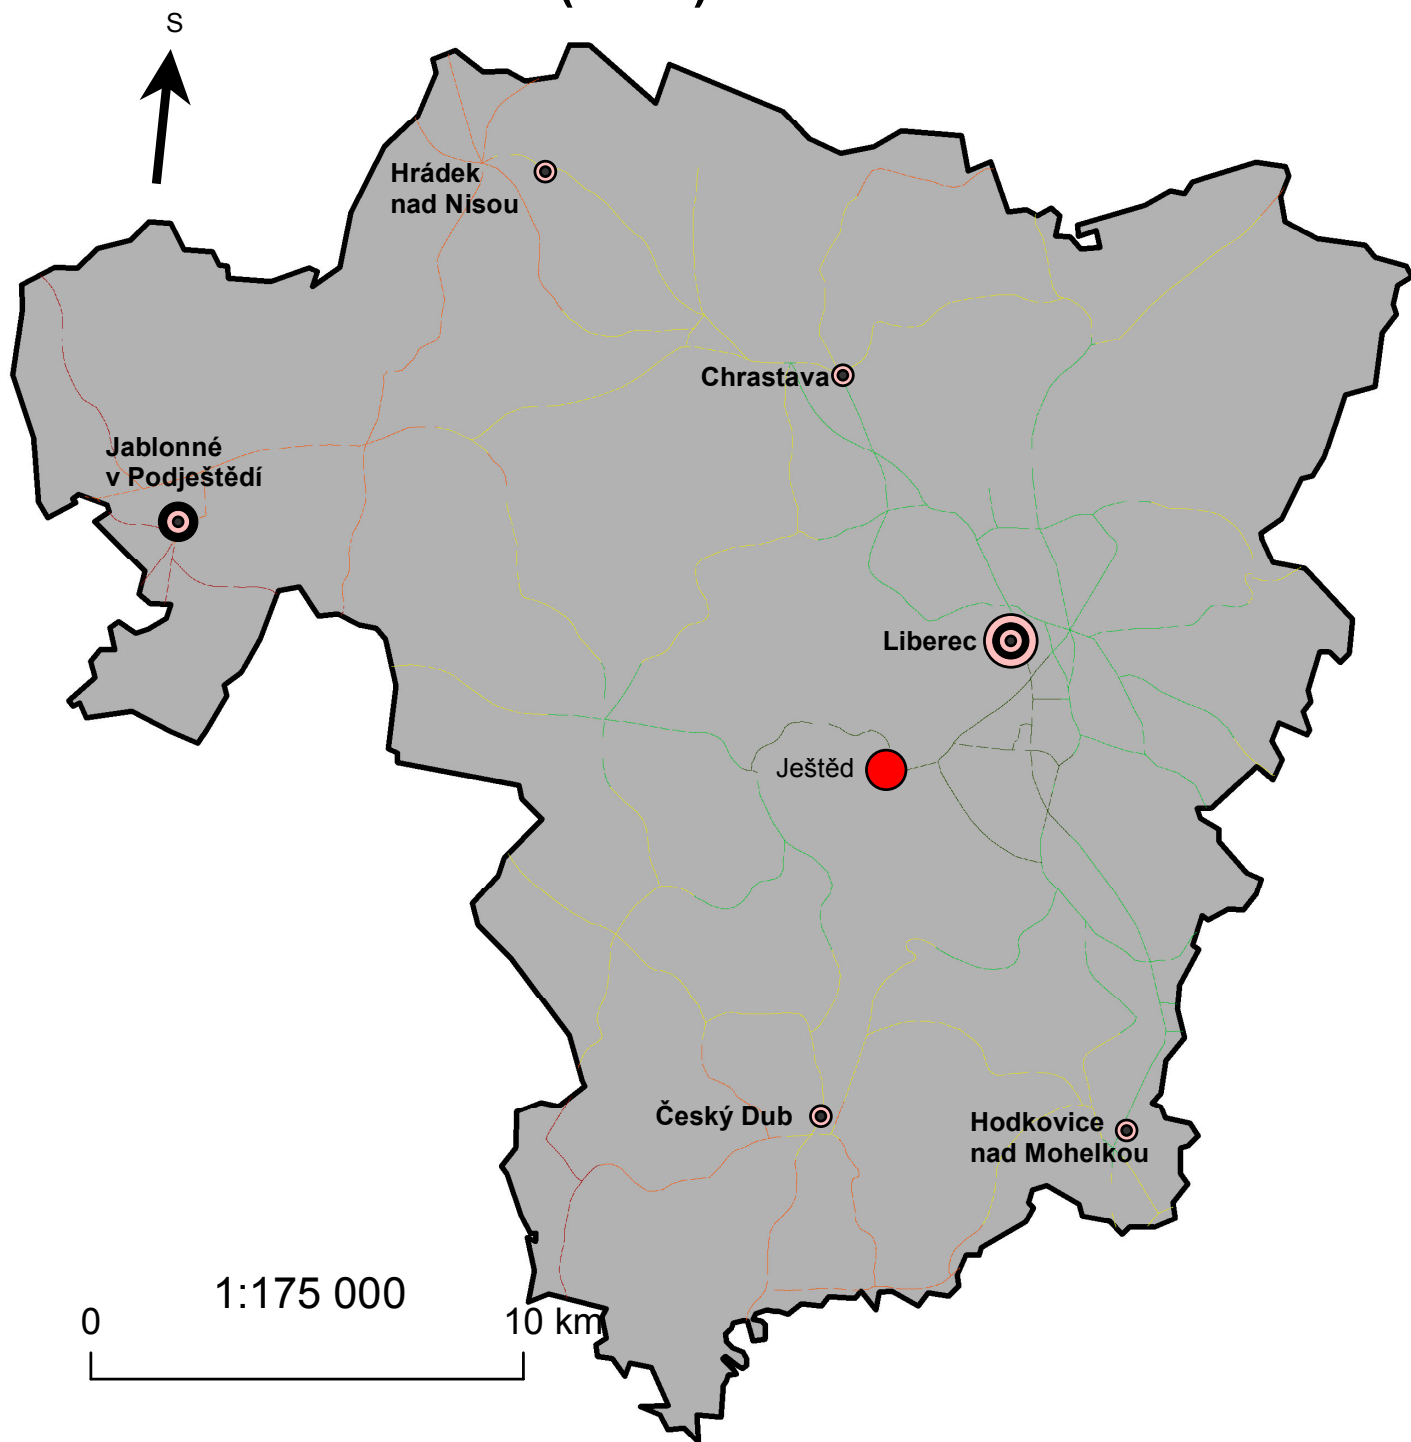 S
Hrádek
nad Nisou
Chrastava
Jablonné
v Podještědí
Liberec
Ještěd
Český Dub
Hodkovice
nad Mohelkou
1:175 000
0
10 km